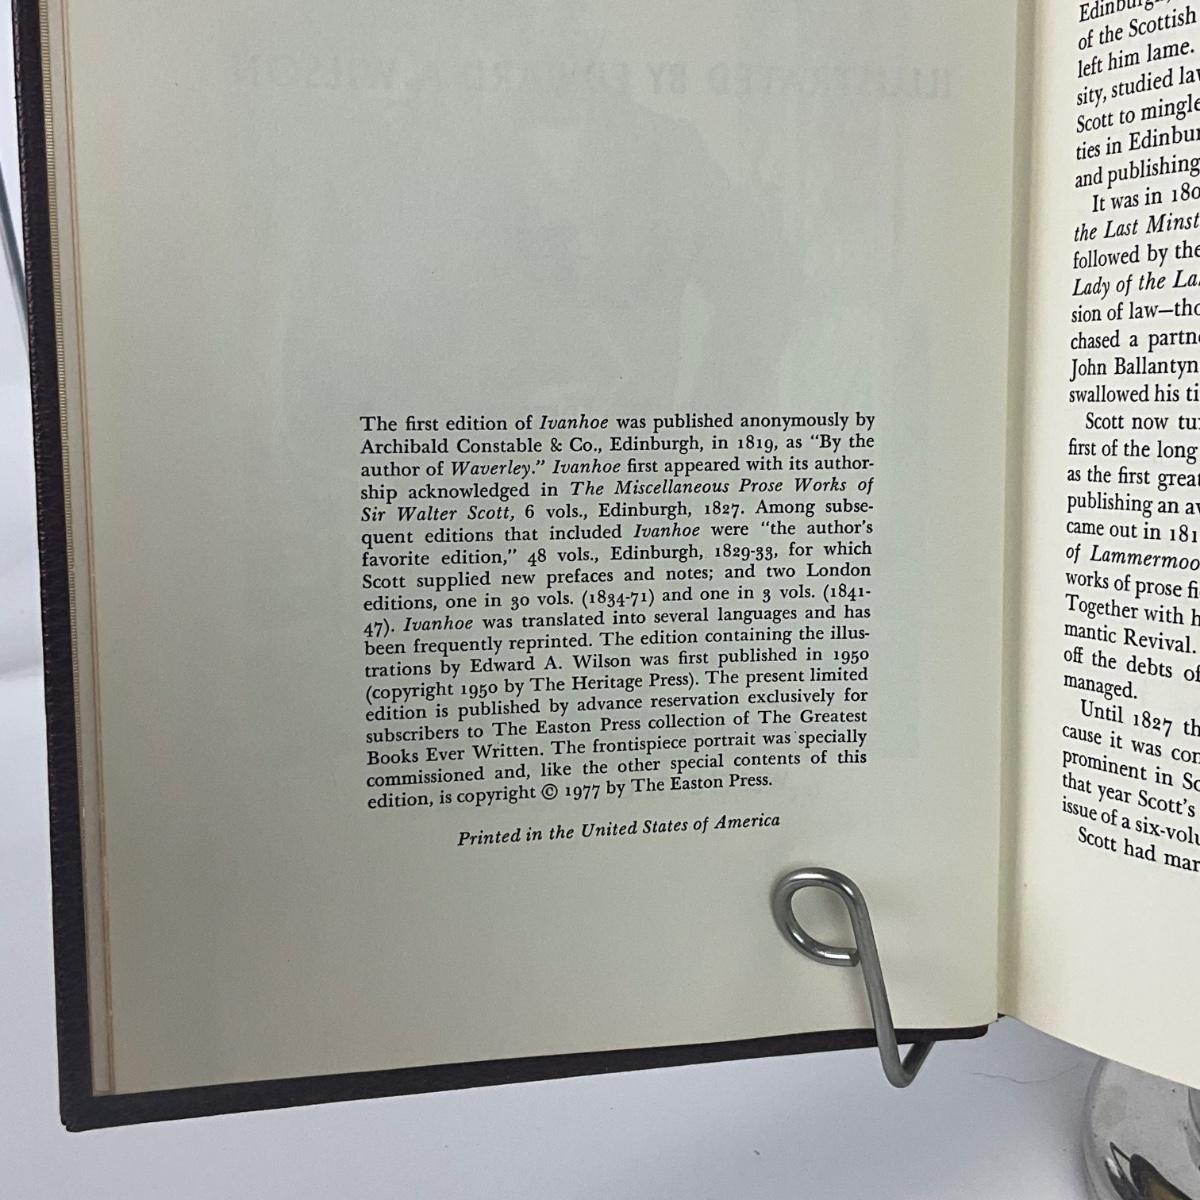 The first edition of Ivanhoe was published anonymously by
Archibald Constable & Co., Edinburgh, in 1819, as “By the
author of Waverley.” Ivanhoe first appeared with its author-
ship acknowledged in The Miscellaneous Prose Works of
Sir Walter Scott, 6 vols., Edinburgh, 1827. Among subse-
quent editions that included Ivanhoe were “the author’s
favorite edition,” 48 vols., Edinburgh, 1829-33, for which
Scott supplied new prefaces and notes; and two London
editions, one in 30 vols. (1834-71) and one in 3 vols. (1841-
47). Ivanhoe was translated into several languages and has
been frequently reprinted. The edition containing the illus-
trations by Edward A. Wilson was first published in 1950
(copyright 1950 by The Heritage Press). The present limited
edition is published by advance reservation exclusively for
subscribers to The Easton Press collection of The Greatest
Books Ever Written. The frontispiece portrait was specially
commissioned and, like the other special contents of this
edition, is copyright © 1977 by The Easton Press.
Printed in the United States of America
of the Scottish
left him lame.
sity, studied
Scott to mingle
ties in
and publishing
It was in
the Last
followed by the
Lady of the
sion of
chased a
John
swallowed his
Scott now
first of the long
as the first
publishing an
came out in
of
works of prose
Together with
mantic Revival.
off the debts of
managed.
Until 1827
cause it was
prominent in
that year Scott’s
issue of a
Scott had